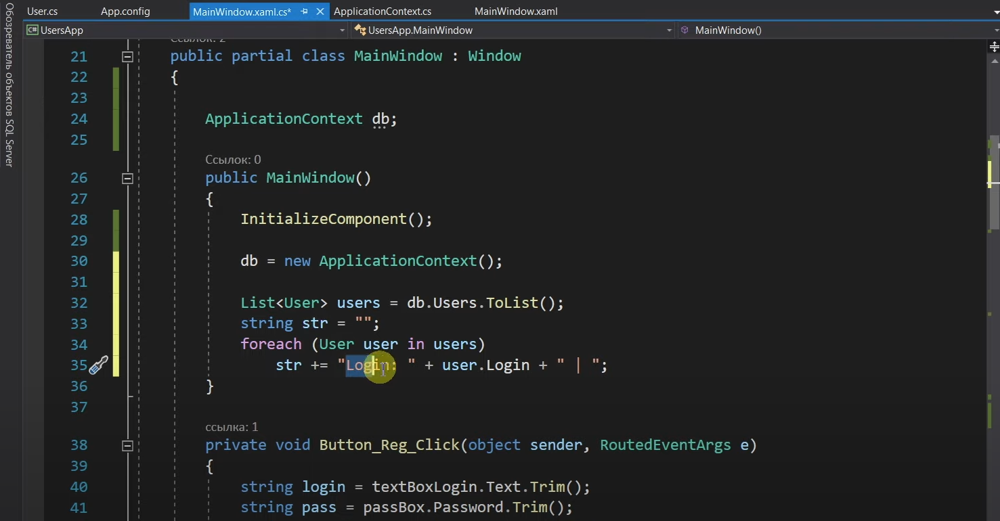 User.cs App.config MainWindow.xaml.cs* ApplicationContext.cs MainWindow.xaml
Обозреватель объектов SQL Server
C# UsersApp UsersApp.MainWindow MainWindow()
Ссылок: 2
21 public partial class MainWindow : Window
22 {
23
24 ApplicationContext db;
25
Ссылок: 0
26 public MainWindow()
27 {
28 InitializeComponent();
29
30 db = new ApplicationContext();
31
32 List<User> users = db.Users.ToList();
33 string str = "";
34 foreach (User user in users)
35 str += "Login: " + user.Login + " | ";
36 }
37
ссылка: 1
38 private void Button_Reg_Click(object sender, RoutedEventArgs e)
39 {
40 string login = textBoxLogin.Text.Trim();
41 string pass = passBox.Password.Trim();